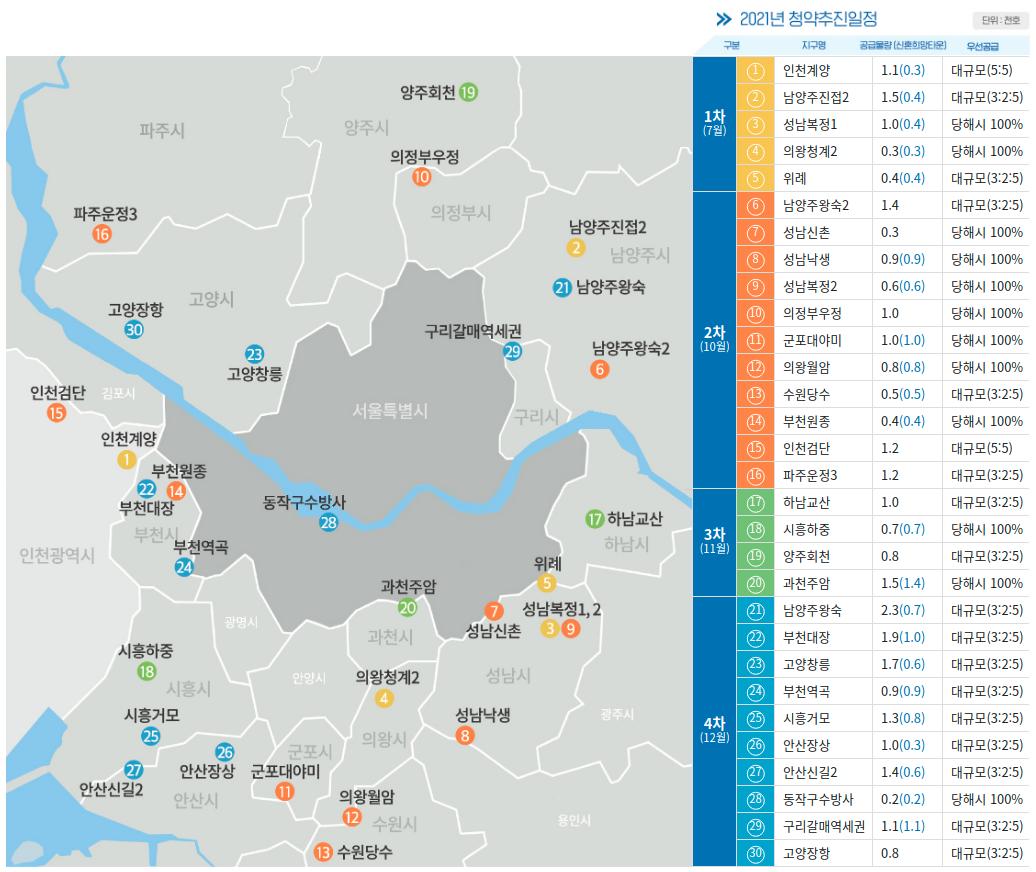 2021년 청약추진일정
단위 : 천호
구분 지구명 공급물량 (신혼희망타운) 우선공급
1차
(7월)
① 인천계양 1.1(0.3) 대규모(5:5)
② 남양주진접2 1.5(0.4) 대규모(3:2:5)
③ 성남복정1 1.0(0.4) 당해시 100%
④ 의왕청계2 0.3(0.3) 당해시 100%
⑤ 위례 0.4(0.4) 대규모(3:2:5)
2차
(10월)
⑥ 남양주왕숙2 1.4 대규모(3:2:5)
⑦ 성남신촌 0.3 당해시 100%
⑧ 성남낙생 0.9(0.9) 당해시 100%
⑨ 성남복정2 0.6(0.6) 당해시 100%
⑩ 의정부우정 1.0 당해시 100%
⑪ 군포대야미 1.0(1.0) 당해시 100%
⑫ 의왕월암 0.8(0.8) 당해시 100%
⑬ 수원당수 0.5(0.5) 대규모(3:2:5)
⑭ 부천원종 0.4(0.4) 당해시 100%
⑮ 인천검단 1.2 대규모(5:5)
⑯ 파주운정3 1.2 대규모(3:2:5)
3차
(11월)
⑰ 하남교산 1.0 대규모(3:2:5)
⑱ 시흥하중 0.7(0.7) 당해시 100%
⑲ 양주회천 0.8 대규모(3:2:5)
⑳ 과천주암 1.5(1.4) 당해시 100%
4차
(12월)
㉑ 남양주왕숙 2.3(0.7) 대규모(3:2:5)
㉒ 부천대장 1.9(1.0) 대규모(3:2:5)
㉓ 고양창릉 1.7(0.6) 대규모(3:2:5)
㉔ 부천역곡 0.9(0.9) 대규모(3:2:5)
㉕ 시흥거모 1.3(0.8) 대규모(3:2:5)
㉖ 안산장상 1.0(0.3) 대규모(3:2:5)
㉗ 안산신길2 1.4(0.6) 대규모(3:2:5)
㉘ 동작구수방사 0.2(0.2) 당해시 100%
㉙ 구리갈매역세권 1.1(1.1) 대규모(3:2:5)
㉚ 고양장항 0.8 대규모(3:2:5)
양주회천 19
파주시
양주시
의정부우정
10
파주운정3
16
의정부시
남양주진접2
2
남양주시
21 남양주왕숙
고양시
고양장항
30
구리갈매역세권
29
23
고양창릉
남양주왕숙2
6
인천검단
15
김포시
서울특별시
구리시
인천계양
1
부천원종
14
22
부천대장
동작구수방사
28
17 하남교산
부천시
하남시
인천광역시
부천역곡
24
위례
5
과천주암
20
7
성남신촌
성남복정1, 2
3 9
광명시
과천시
시흥하중
18
시흥시
안양시
의왕청계2
4
성남시
시흥거모
25
성남낙생
8
광주시
26
안산장상
의왕시
군포시
27
안산신길2
군포대야미
11
안산시
의왕월암
12
수원시
용인시
13 수원당수